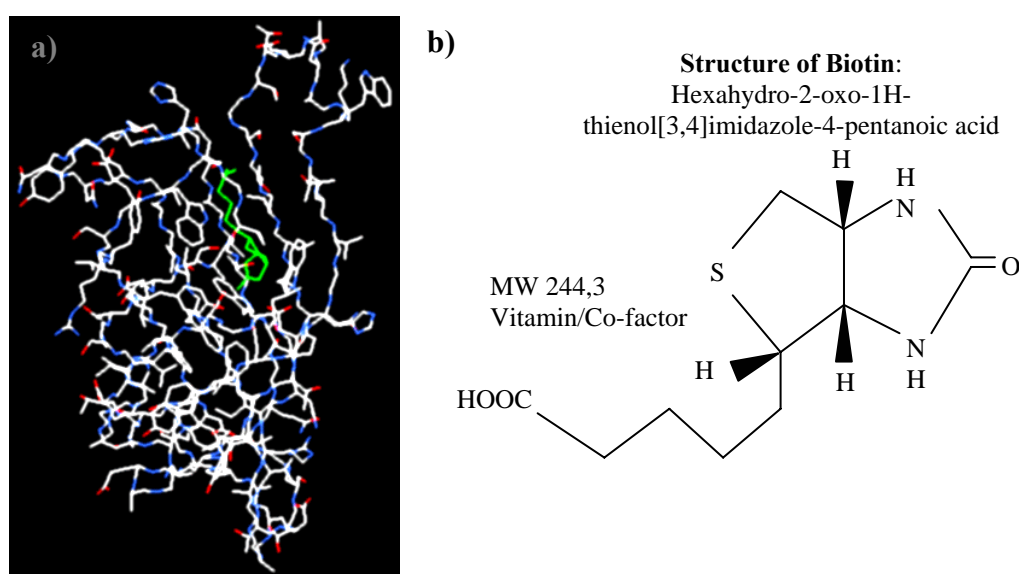 a)
b)
Structure of Biotin:
Hexahydro-2-oxo-1H-
thienol[3,4]imidazole-4-pentanoic acid
H
H
N
S
O
MW 244,3
Vitamin/Co-factor
N
H
H
H
HOOC